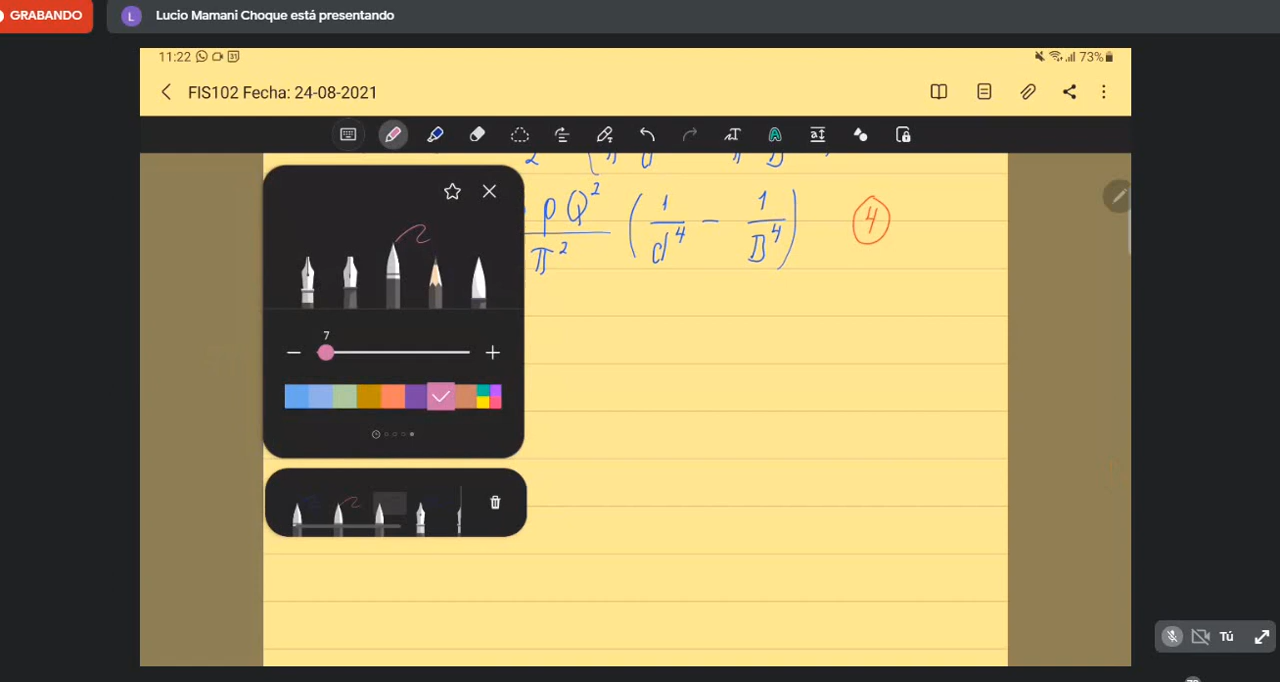 GRABANDO
L Lucio Mamani Choque está presentando
11:22 31 73%
FIS102 Fecha: 24-08-2021
ρQ² / π² (1/d⁴ − 1/D⁴) ④
7
Tú